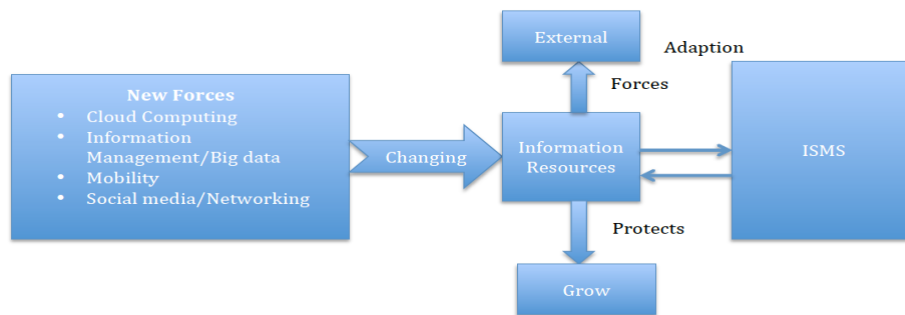 New Forces
• Cloud Computing
• Information
Management/Big data
• Mobility
• Social media/Networking
Changing
External
Adaption
Forces
Information
Resources
ISMS
Protects
Grow